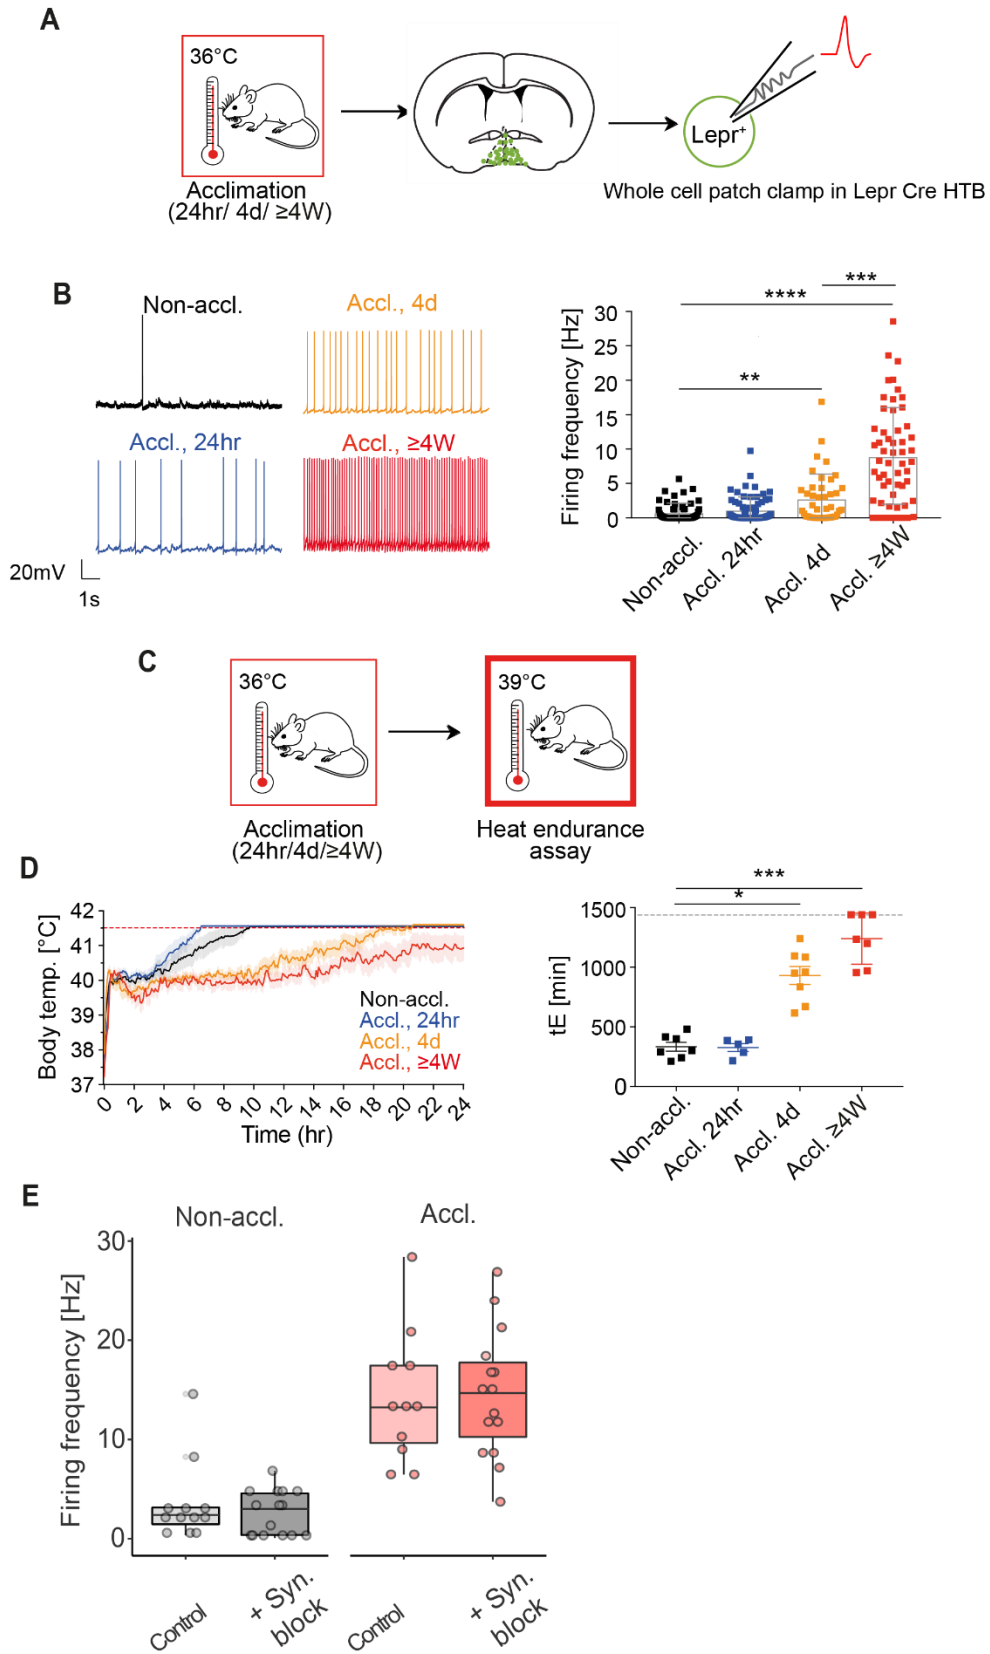 A
36°C
Acclimation
(24hr/ 4d/ ≥4W)
Lepr+
Whole cell patch clamp in Lepr Cre HTB
B
Non-accl.
Accl., 4d
Accl., 24hr
Accl., ≥4W
20mV
1s
Firing frequency [Hz]
30
25
20
15
10
5
0
**
****
***
Non-accl.
Accl. 24hr
Accl. 4d
Accl. ≥4W
C
36°C
39°C
Acclimation
(24hr/4d/≥4W)
Heat endurance
assay
D
Body temp. [°C]
42
41
40
39
38
37
Non-accl.
Accl., 24hr
Accl., 4d
Accl., ≥4W
0 2 4 6 8 10 12 14 16 18 20 22 24
Time (hr)
tE [min]
1500
1000
500
0
***
*
Non-accl.
Accl. 24hr
Accl. 4d
Accl. ≥4W
E
Non-accl.
Accl.
Firing frequency [Hz]
30
20
10
0
Control
+ Syn.
block
Control
+ Syn.
block